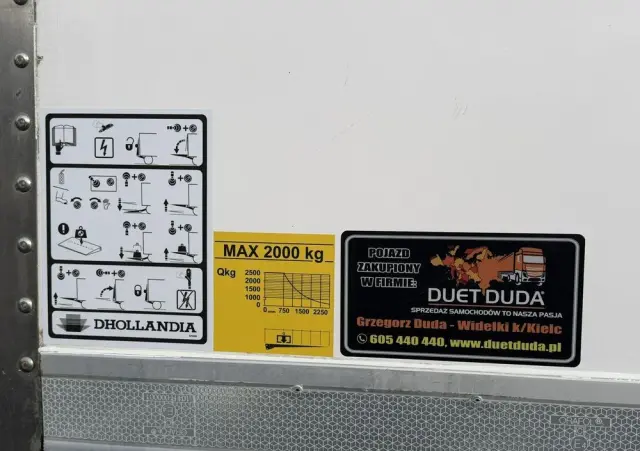 DHOLLANDIA
MAX 2000 kg
Qkg
2500
2000
1500
1000
0 750 1500 2250
POJAZD
ZAKUPIONY
W FIRMIE:
DUET DUDA
SPRZEDAŻ SAMOCHODÓW TO NASZA PASJA
Grzegorz Duda - Widełki k/Kielc
605 440 440, www.duetduda.pl